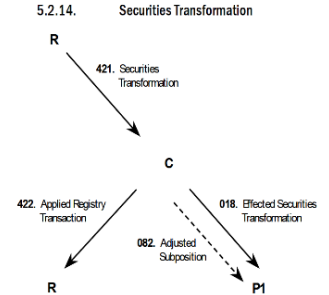 5.2.14. Securities Transformation
R
421. Securities
Transformation
C
422. Applied Registry
Transaction
018. Effected Securities
Transformation
082. Adjusted
Subposition
R
P1